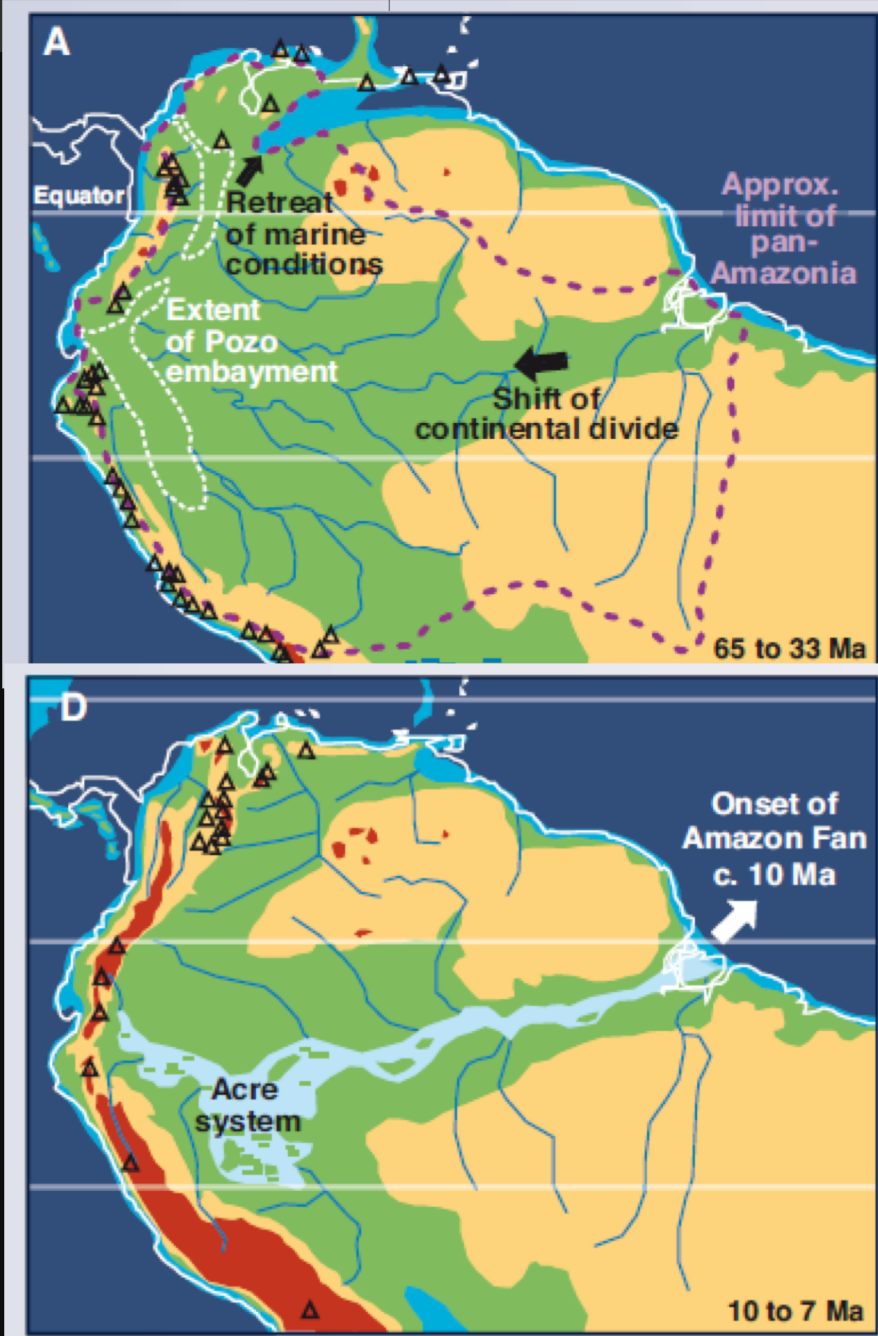 A
Equator
Retreat
of marine
conditions
Approx.
limit of
pan-
Amazonia
Extent
of Pozo
embayment
Shift of
continental divide
65 to 33 Ma
D
Onset of
Amazon Fan
c. 10 Ma
Acre
system
10 to 7 Ma